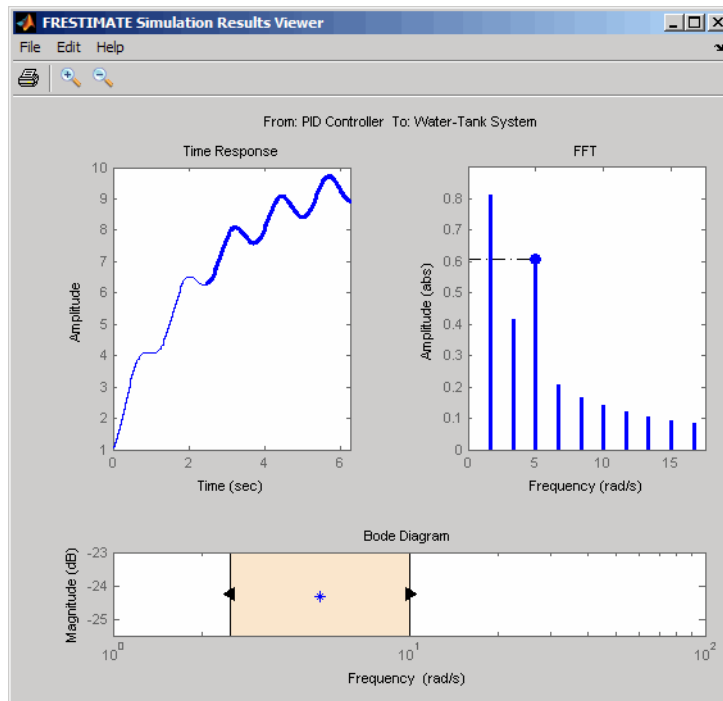 FRESTIMATE Simulation Results Viewer
File Edit Help
From: PID Controller To: Water-Tank System
Time Response
Amplitude
10
9
8
7
6
5
4
3
2
1
0 2 4 6
Time (sec)
FFT
Amplitude (abs)
0.8
0.7
0.6
0.5
0.4
0.3
0.2
0.1
0
0 5 10 15
Frequency (rad/s)
Bode Diagram
Magnitude (dB)
-23
-24
-25
10^0 10^1 10^2
Frequency (rad/s)